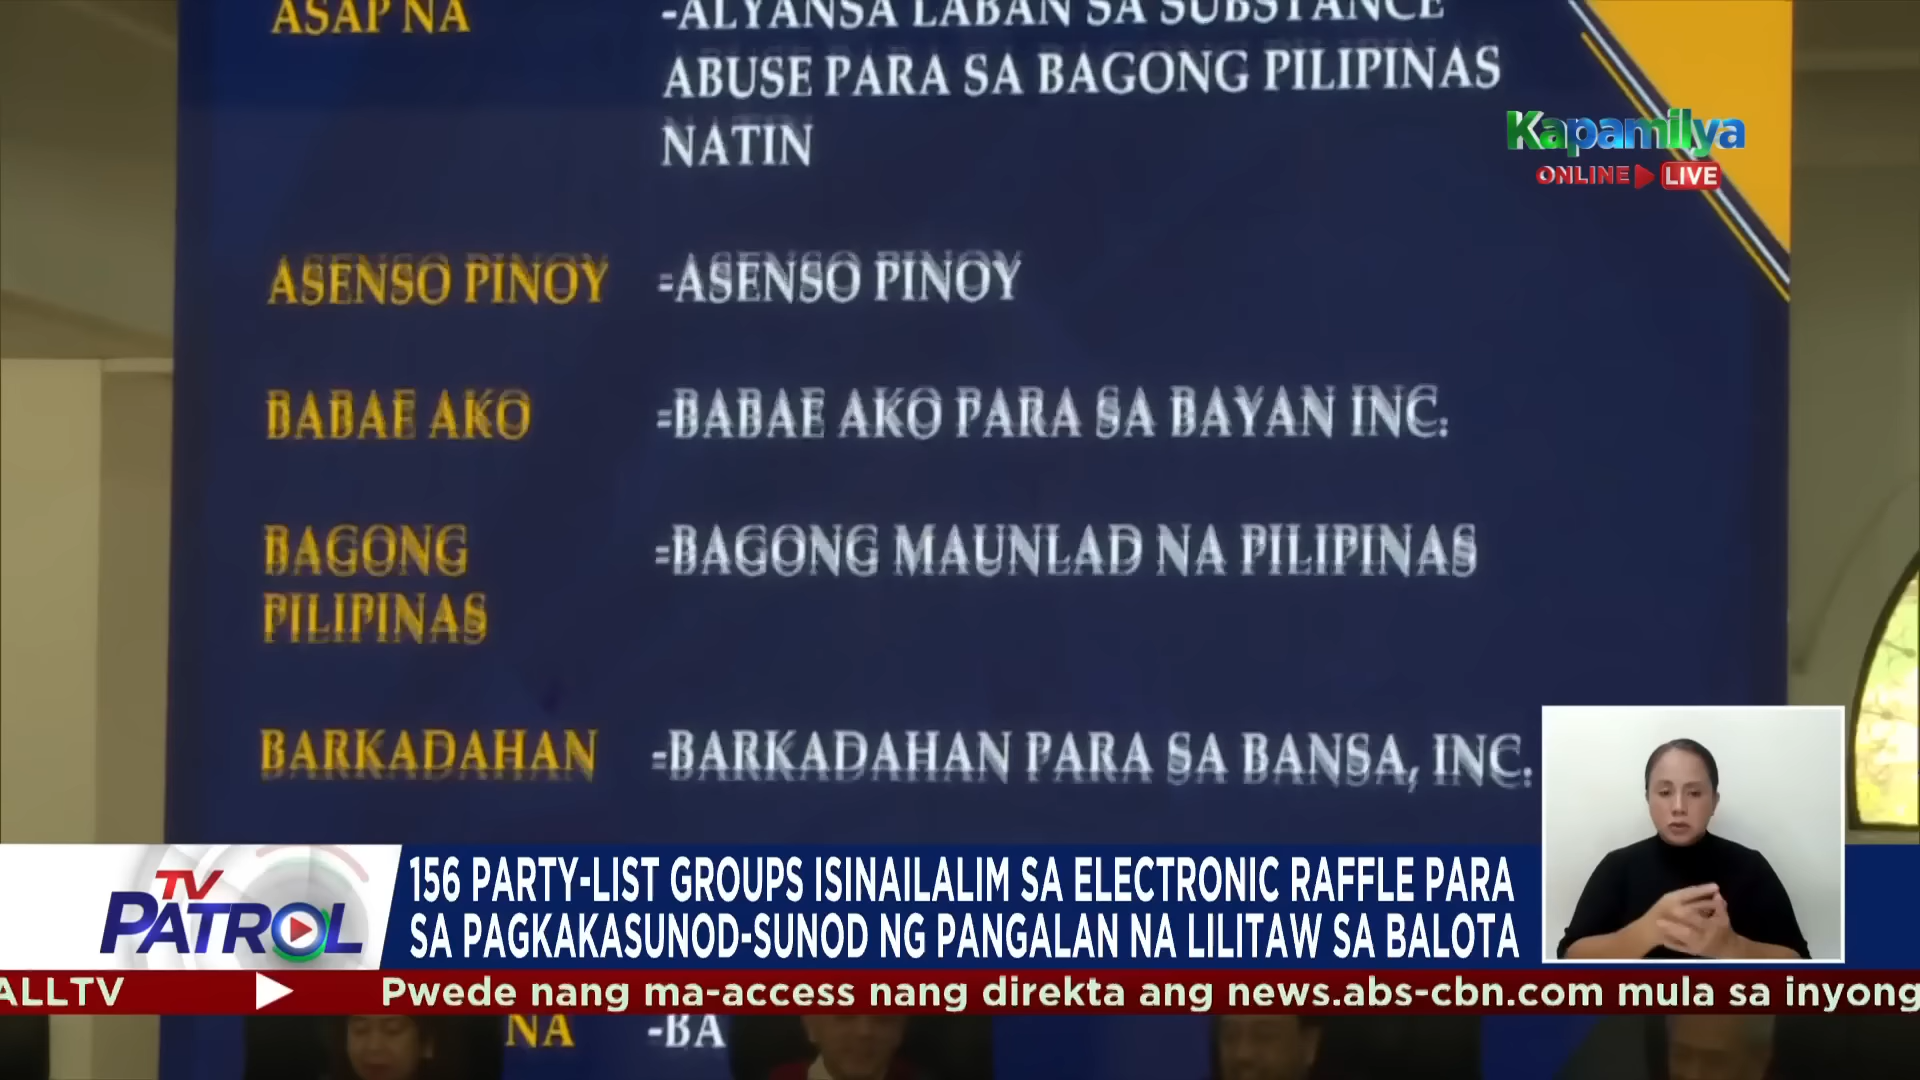 ASAP NA
-ALYANSA LABAN SA SUBSTANCE
ABUSE PARA SA BAGONG PILIPINAS
NATIN
Kapamilya
ONLINE LIVE
ASENSO PINOY
-ASENSO PINOY
BABAE AKO
-BABAE AKO PARA SA BAYAN INC.
BAGONG
PILIPINAS
-BAGONG MAUNLAD NA PILIPINAS
BARKADAHAN
-BARKADAHAN PARA SA BANSA, INC.
TV
PATROL
156 PARTY-LIST GROUPS ISINAILALIM SA ELECTRONIC RAFFLE PARA
SA PAGKAKASUNOD-SUNOD NG PANGALAN NA LILITAW SA BALOTA
ALLTV
Pwede nang ma-access nang direkta ang news.abs-cbn.com mula sa inyong
NA
-BA